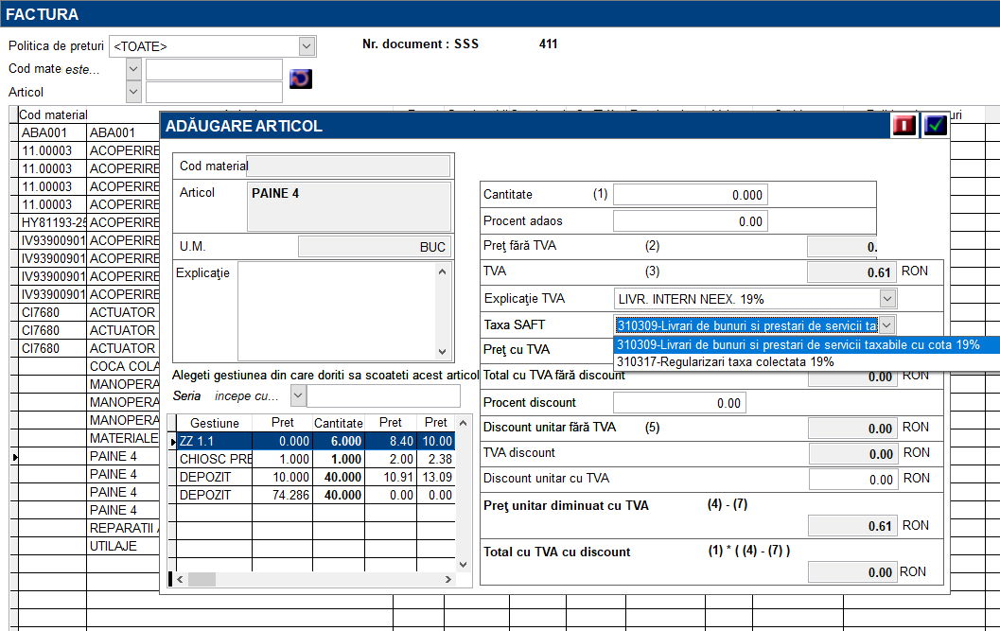 FACTURA
Politica de preturi <TOATE> Nr. document : SSS 411
Cod mate este...
Articol
Cod material
ABA001 ABA001
11.00003 ACOPERIRE
11.00003 ACOPERIRE
11.00003 ACOPERIRE
11.00003 ACOPERIRE
HY81193-25 ACOPERIRE
IV93900901 ACOPERIRE
IV93900901 ACOPERIRE
IV93900901 ACOPERIRE
IV93900901 ACOPERIRE
CI7680 ACTUATOR
CI7680 ACTUATOR
CI7680 ACTUATOR
COCA COLA
MANOPERA
MANOPERA
MANOPERA
MATERIALE
PAINE 4
PAINE 4
PAINE 4
PAINE 4
REPARATII A
UTILAJE
ADĂUGARE ARTICOL
Cod material
Articol PAINE 4
U.M. BUC
Explicaţie
Alegeti gestiunea din care doriti sa scoateti acest articol
Seria incepe cu...
Gestiune Pret Cantitate Pret Pret
ZZ 1.1 0.000 6.000 8.40 10.00
CHIOSC PRE 1.000 1.000 2.00 2.38
DEPOZIT 10.000 40.000 10.91 13.09
DEPOZIT 74.286 40.000 0.00 0.00
Cantitate (1) 0.000
Procent adaos 0.00
Preţ fără TVA (2) 0.
TVA (3) 0.61 RON
Explicaţie TVA LIVR. INTERN NEEX. 19%
Taxa SAFT 310309-Livrari de bunuri si prestari de servicii ta
310309-Livrari de bunuri si prestari de servicii taxabile cu cota 19%
310317-Regularizari taxa colectata 19%
Preţ cu TVA
Total cu TVA fără discount 0.00 RON
Procent discount 0.00
Discount unitar fără TVA (5) 0.00 RON
TVA discount 0.00 RON
Discount unitar cu TVA 0.00 RON
Preţ unitar diminuat cu TVA (4) - (7)
0.61 RON
Total cu TVA cu discount (1) * ( (4) - (7) )
0.00 RON